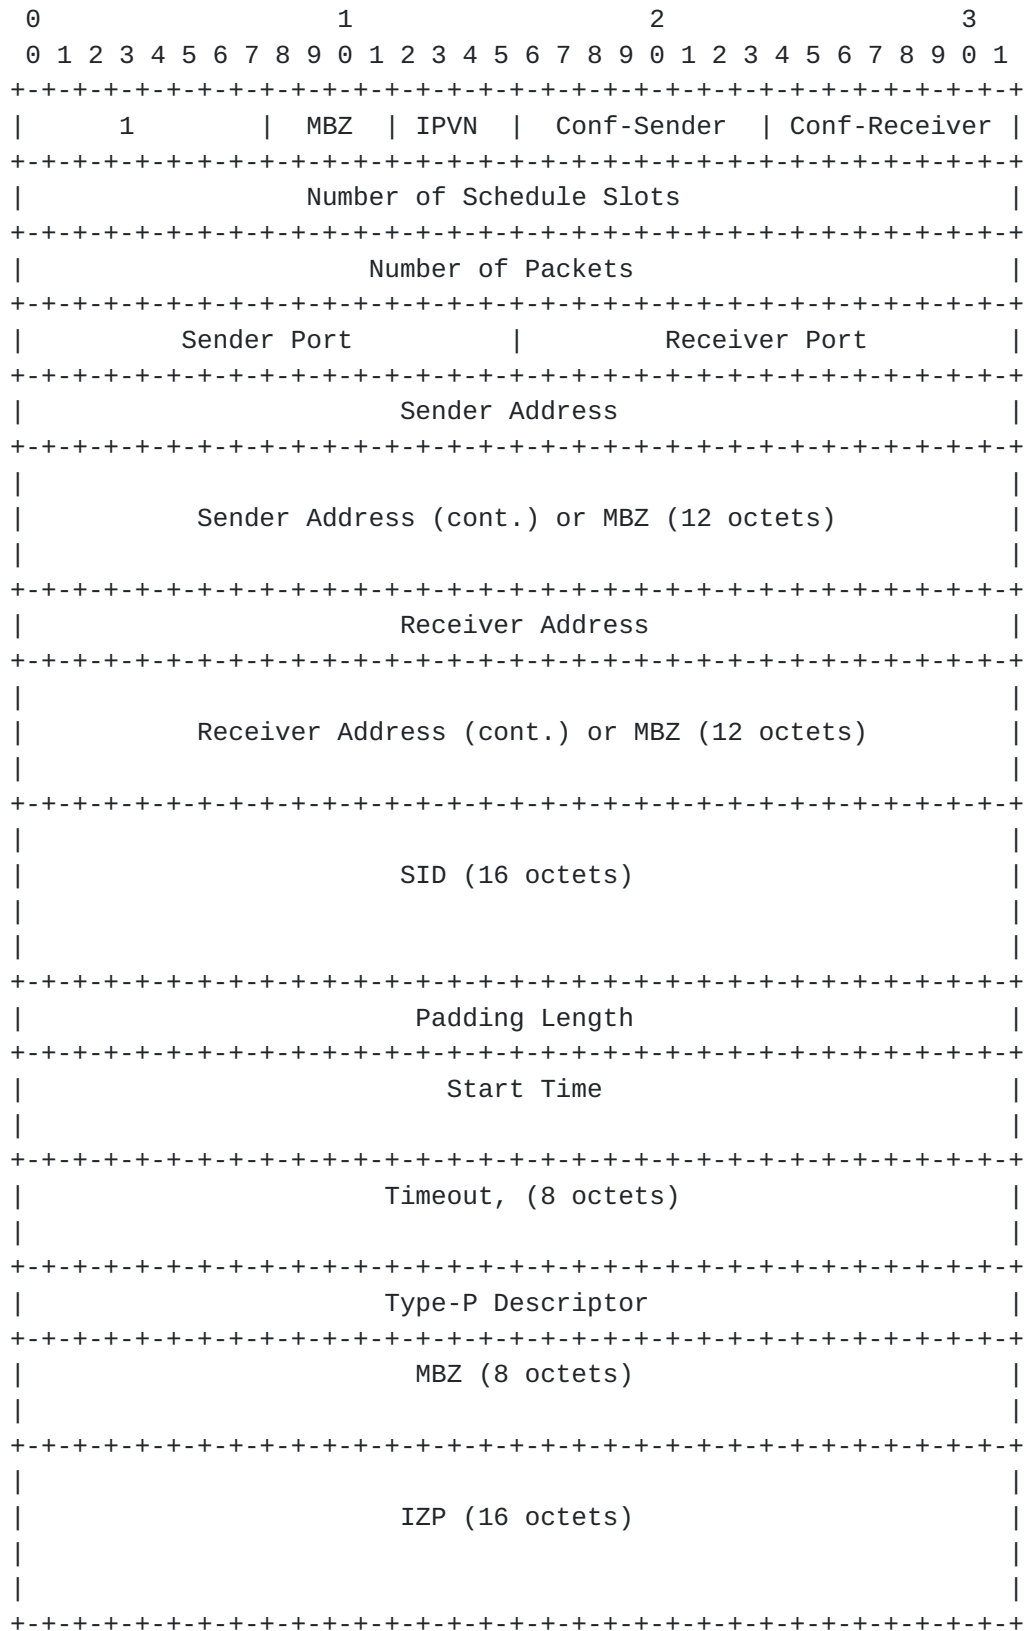 0                   1                   2                   3
 0 1 2 3 4 5 6 7 8 9 0 1 2 3 4 5 6 7 8 9 0 1 2 3 4 5 6 7 8 9 0 1
+-+-+-+-+-+-+-+-+-+-+-+-+-+-+-+-+-+-+-+-+-+-+-+-+-+-+-+-+-+-+-+-+
|      1        |  MBZ  | IPVN  |  Conf-Sender  | Conf-Receiver |
+-+-+-+-+-+-+-+-+-+-+-+-+-+-+-+-+-+-+-+-+-+-+-+-+-+-+-+-+-+-+-+-+
|                  Number of Schedule Slots                     |
+-+-+-+-+-+-+-+-+-+-+-+-+-+-+-+-+-+-+-+-+-+-+-+-+-+-+-+-+-+-+-+-+
|                      Number of Packets                        |
+-+-+-+-+-+-+-+-+-+-+-+-+-+-+-+-+-+-+-+-+-+-+-+-+-+-+-+-+-+-+-+-+
|          Sender Port          |         Receiver Port         |
+-+-+-+-+-+-+-+-+-+-+-+-+-+-+-+-+-+-+-+-+-+-+-+-+-+-+-+-+-+-+-+-+
|                        Sender Address                         |
+-+-+-+-+-+-+-+-+-+-+-+-+-+-+-+-+-+-+-+-+-+-+-+-+-+-+-+-+-+-+-+-+
|                                                               |
|           Sender Address (cont.) or MBZ (12 octets)           |
|                                                               |
+-+-+-+-+-+-+-+-+-+-+-+-+-+-+-+-+-+-+-+-+-+-+-+-+-+-+-+-+-+-+-+-+
|                        Receiver Address                       |
+-+-+-+-+-+-+-+-+-+-+-+-+-+-+-+-+-+-+-+-+-+-+-+-+-+-+-+-+-+-+-+-+
|                                                               |
|           Receiver Address (cont.) or MBZ (12 octets)         |
|                                                               |
+-+-+-+-+-+-+-+-+-+-+-+-+-+-+-+-+-+-+-+-+-+-+-+-+-+-+-+-+-+-+-+-+
|                                                               |
|                        SID (16 octets)                        |
|                                                               |
|                                                               |
+-+-+-+-+-+-+-+-+-+-+-+-+-+-+-+-+-+-+-+-+-+-+-+-+-+-+-+-+-+-+-+-+
|                         Padding Length                        |
+-+-+-+-+-+-+-+-+-+-+-+-+-+-+-+-+-+-+-+-+-+-+-+-+-+-+-+-+-+-+-+-+
|                           Start Time                          |
|                                                               |
+-+-+-+-+-+-+-+-+-+-+-+-+-+-+-+-+-+-+-+-+-+-+-+-+-+-+-+-+-+-+-+-+
|                       Timeout, (8 octets)                     |
|                                                               |
+-+-+-+-+-+-+-+-+-+-+-+-+-+-+-+-+-+-+-+-+-+-+-+-+-+-+-+-+-+-+-+-+
|                       Type-P Descriptor                       |
+-+-+-+-+-+-+-+-+-+-+-+-+-+-+-+-+-+-+-+-+-+-+-+-+-+-+-+-+-+-+-+-+
|                         MBZ (8 octets)                        |
|                                                               |
+-+-+-+-+-+-+-+-+-+-+-+-+-+-+-+-+-+-+-+-+-+-+-+-+-+-+-+-+-+-+-+-+
|                                                               |
|                        IZP (16 octets)                        |
|                                                               |
|                                                               |
+-+-+-+-+-+-+-+-+-+-+-+-+-+-+-+-+-+-+-+-+-+-+-+-+-+-+-+-+-+-+-+-+